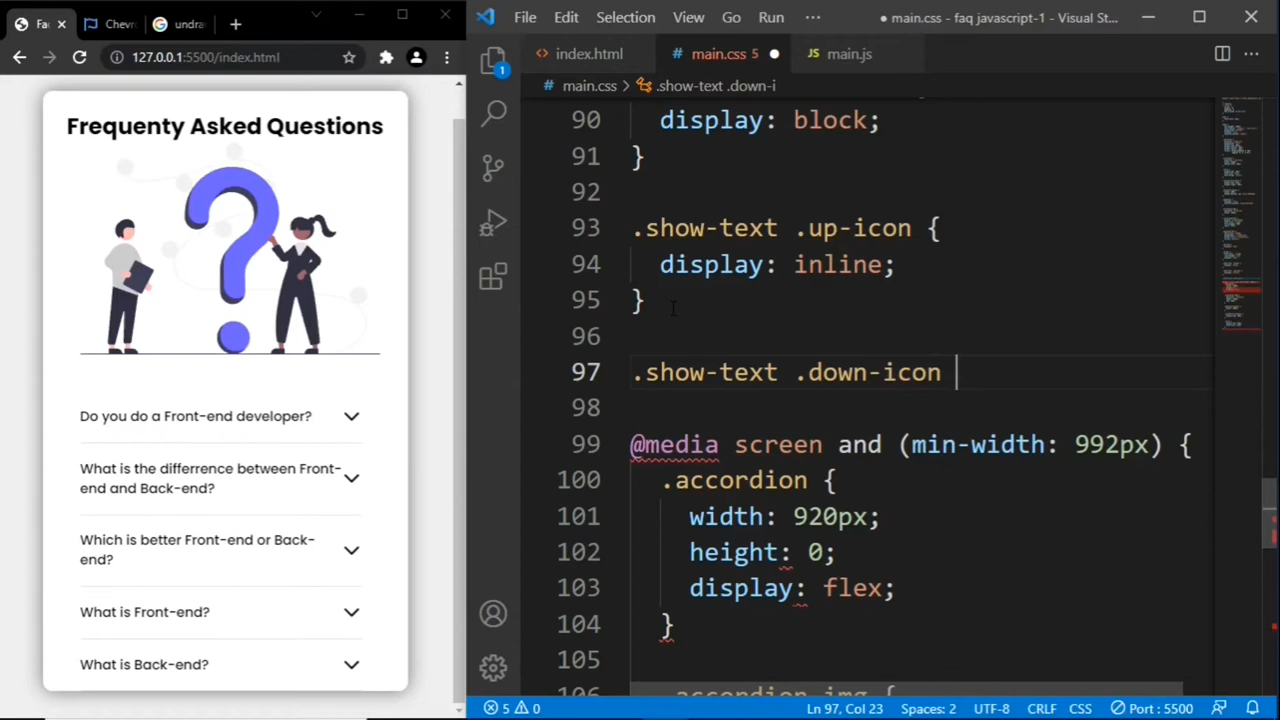 Fa
Chevr
undra
127.0.0.1:5500/index.html
Frequenty Asked Questions
Do you do a Front-end developer?
What is the difference between Front-
end and Back-end?
Which is better Front-end or Back-
end?
What is Front-end?
What is Back-end?
File Edit Selection View Go Run ··· ● main.css - faq javascript-1 - Visual St...
index.html # main.css 5 ● JS main.js
# main.css > .show-text .down-i
1
90 display: block;
91 }
92
93 .show-text .up-icon {
94 display: inline;
95 }
96
97 .show-text .down-icon
98
99 @media screen and (min-width: 992px) {
100 .accordion {
101 width: 920px;
102 height: 0;
103 display: flex;
104 }
105
5 0 Ln 97, Col 23 Spaces: 2 UTF-8 CRLF CSS Port : 5500